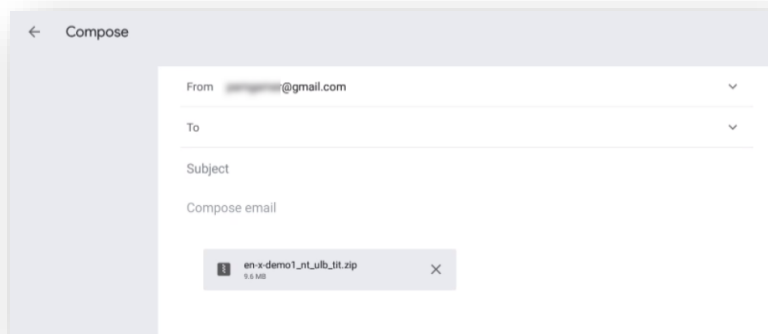 Compose
From @gmail.com
To
Subject
Compose email
en-x-demo1_nt_ulb_tit.zip
9.6 MB